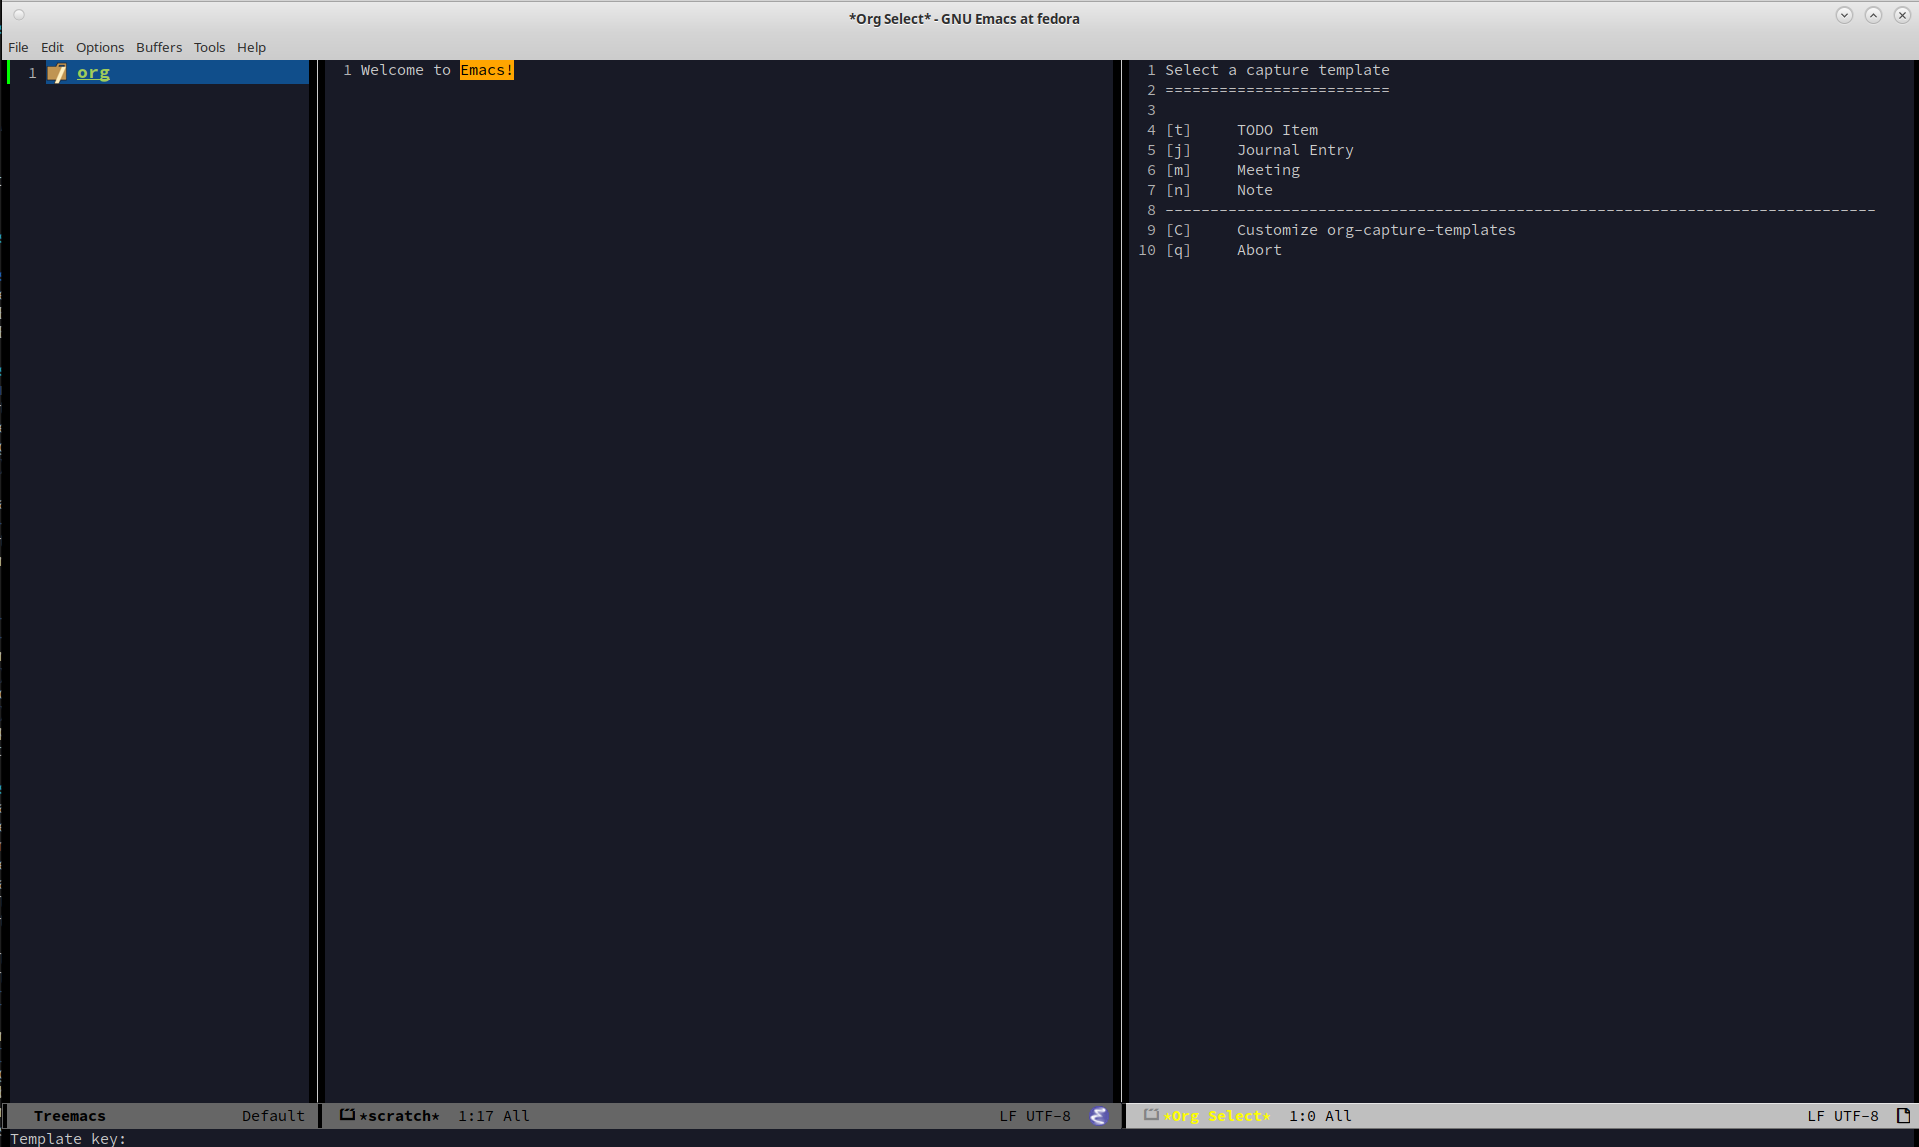 *Org Select* - GNU Emacs at fedora
File Edit Options Buffers Tools Help
1 org
1 Welcome to Emacs!
1 Select a capture template
2 =========================
3
4 [t]     TODO Item
5 [j]     Journal Entry
6 [m]     Meeting
7 [n]     Note
8 -------------------------------------------------------------------------------
9 [C]     Customize org-capture-templates
10 [q]     Abort
Treemacs Default
*scratch* 1:17 All LF UTF-8
*Org Select* 1:0 All LF UTF-8
Template key: